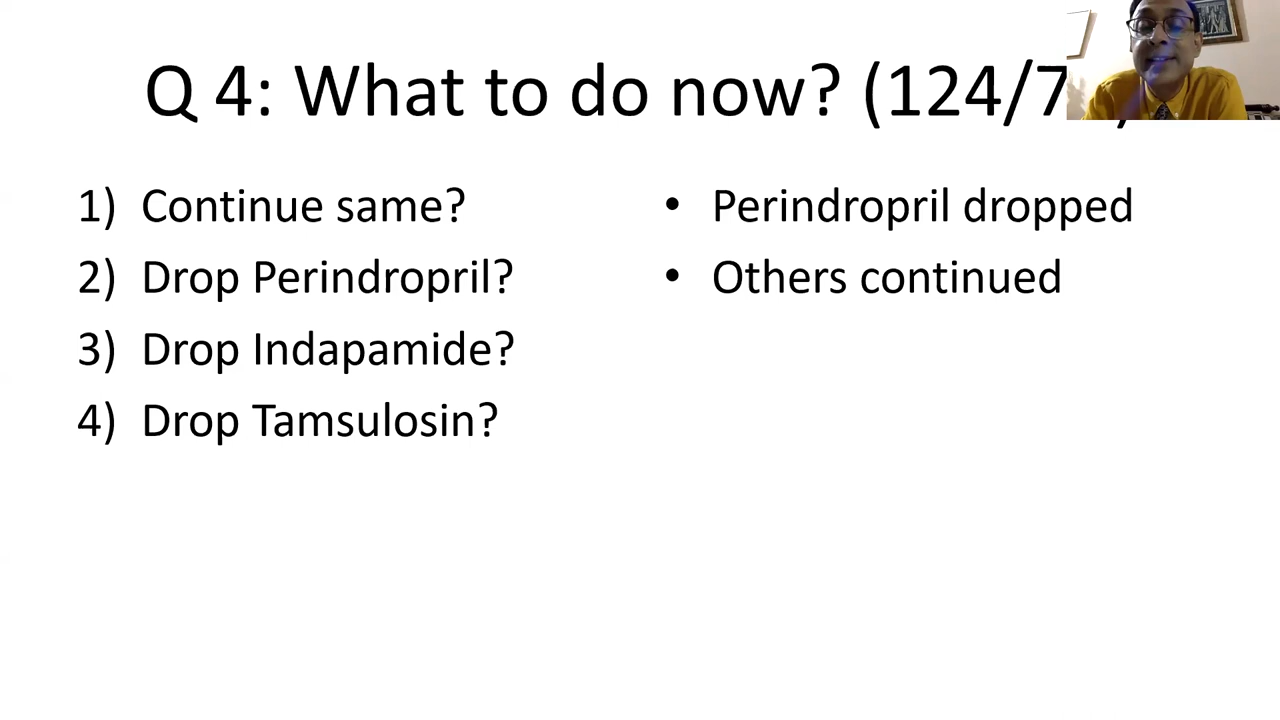 Q 4: What to do now? (124/7
1) Continue same?
2) Drop Perindropril?
3) Drop Indapamide?
4) Drop Tamsulosin?
• Perindropril dropped
• Others continued